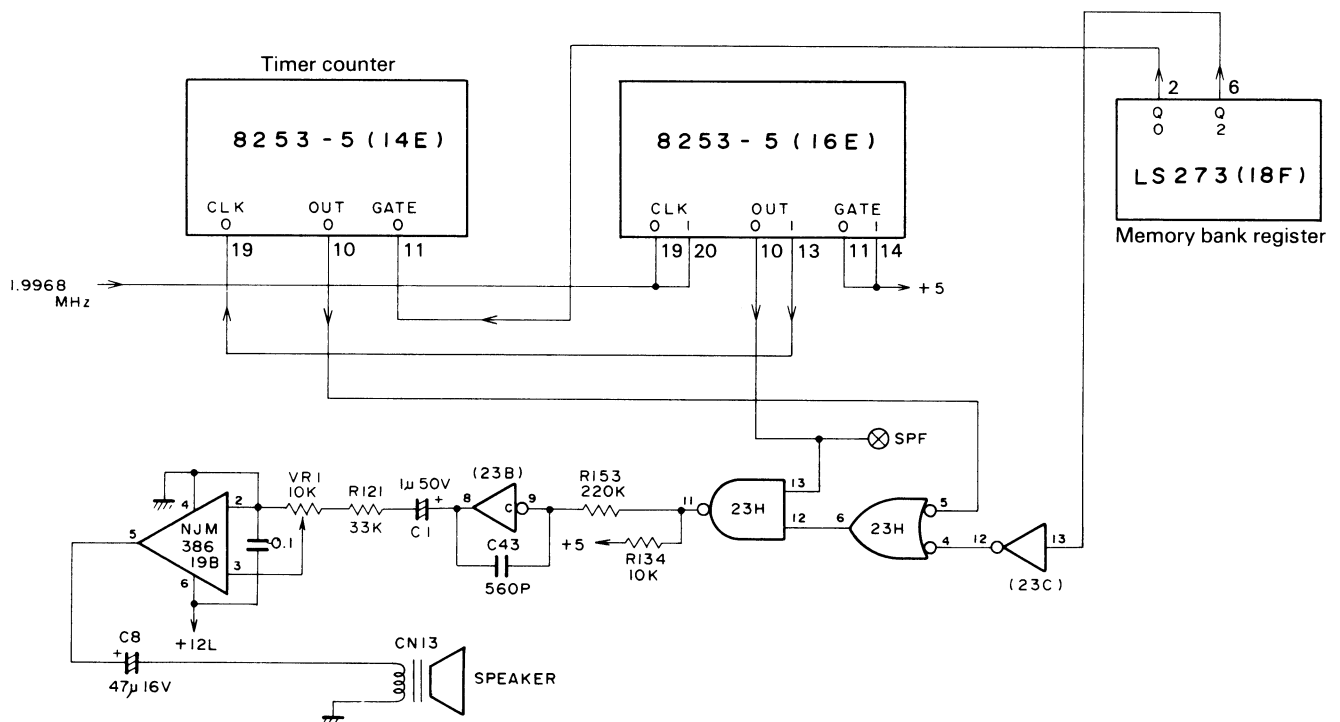 Timer counter
8253-5 (14E)
CLK OUT GATE
0 0 0
19 10 11
8253-5 (16E)
CLK OUT GATE
0 1 0 1 0 1
19 20 10 13 11 14
2 6
Q Q
0 2
LS273 (18F)
Memory bank register
1.9968
MHz
+5
SPF
VR1
10K
R121
33K
1µ 50V
+
C1
(23B)
8 C 9
C43
560P
R153
220K
+5
R134
10K
11 23H 13
12
6 23H 5
4
12 13
(23C)
4 2
5 NJM
386
19B
3
6
0.1
+12L
C8
+
47µ 16V
CN13
SPEAKER